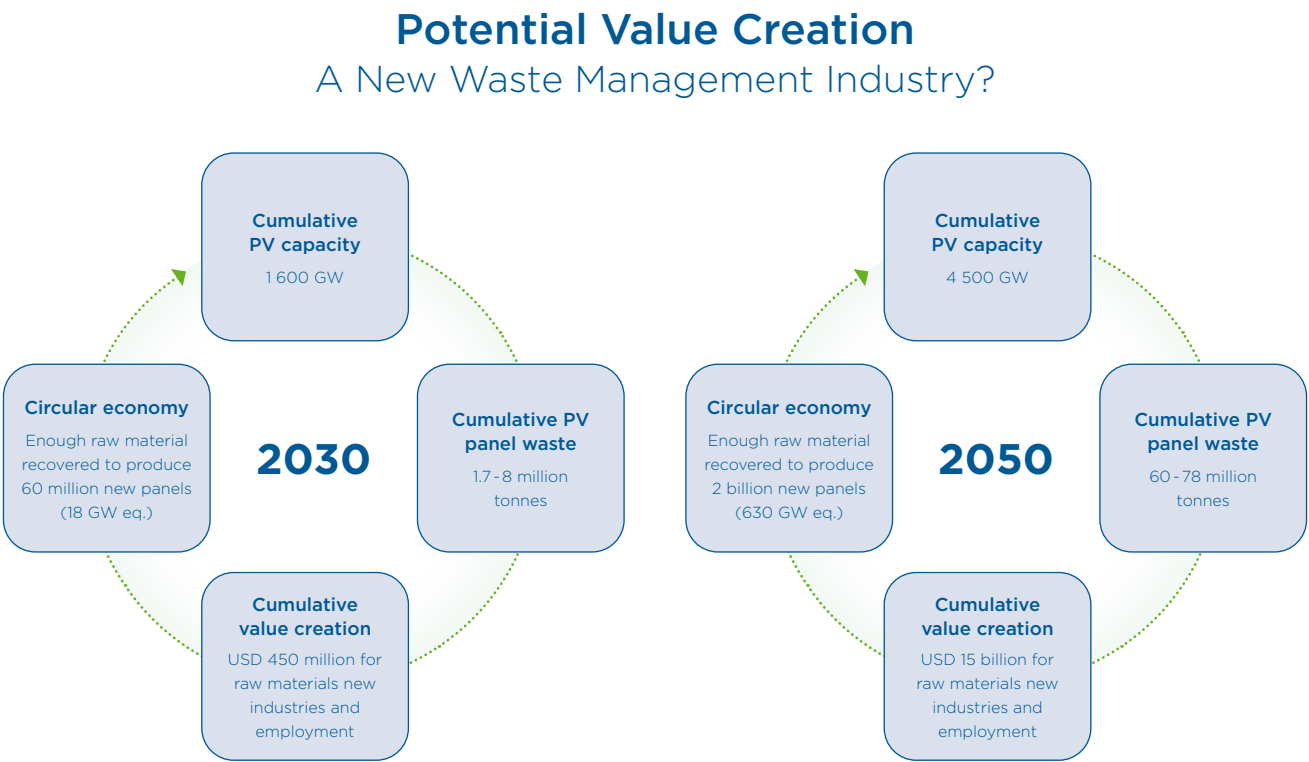 Potential Value Creation
A New Waste Management Industry?
Cumulative
PV capacity
1 600 GW
Circular economy
Enough raw material
recovered to produce
60 million new panels
(18 GW eq.)
2030
Cumulative PV
panel waste
1.7 - 8 million
tonnes
Cumulative
value creation
USD 450 million for
raw materials new
industries and
employment
Cumulative
PV capacity
4 500 GW
Circular economy
Enough raw material
recovered to produce
2 billion new panels
(630 GW eq.)
2050
Cumulative PV
panel waste
60 - 78 million
tonnes
Cumulative
value creation
USD 15 billion for
raw materials new
industries and
employment